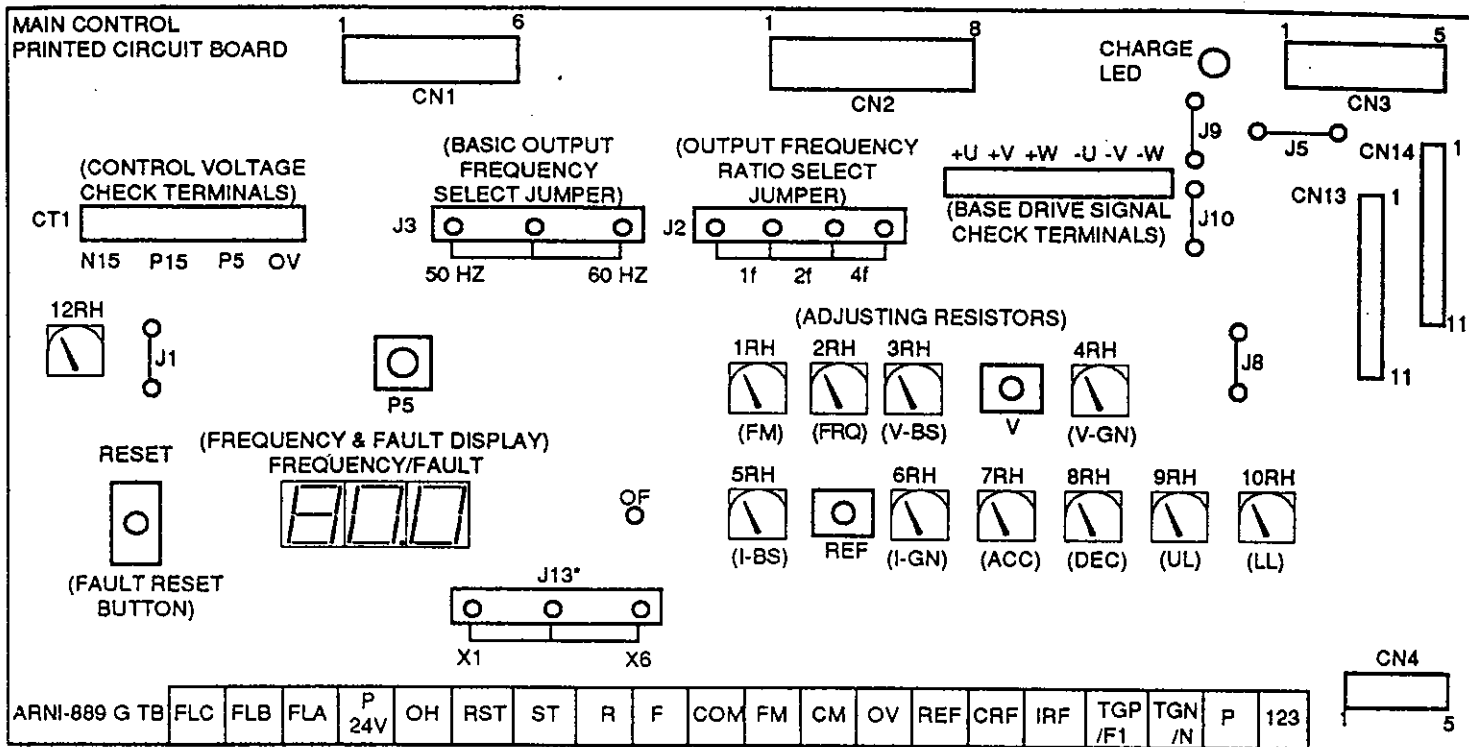 MAIN CONTROL
PRINTED CIRCUIT BOARD
1 6
CN1
1 8
CN2
CHARGE
LED
1 5
CN3
J9
J5
CN14
1
11
CN13
1
11
(CONTROL VOLTAGE
CHECK TERMINALS)
CT1
N15 P15 P5 OV
(BASIC OUTPUT
FREQUENCY
SELECT JUMPER)
J3
50 HZ 60 HZ
(OUTPUT FREQUENCY
RATIO SELECT
JUMPER)
J2
1f 2f 4f
+U +V +W -U -V -W
(BASE DRIVE SIGNAL
CHECK TERMINALS)
J10
12RH
J1
P5
(ADJUSTING RESISTORS)
1RH 2RH 3RH 4RH
(FM) (FRQ) (V-BS) V (V-GN)
J8
RESET
(FAULT RESET
BUTTON)
(FREQUENCY & FAULT DISPLAY)
FREQUENCY/FAULT
OF
5RH 6RH 7RH 8RH 9RH 10RH
(I-BS) REF (I-GN) (ACC) (DEC) (UL) (LL)
J13*
X1 X6
CN4
1 5
ARNI-889 G TB FLC FLB FLA P 24V OH RST ST R F COM FM CM OV REF CRF IRF TGP /F1 TGN /N P 123